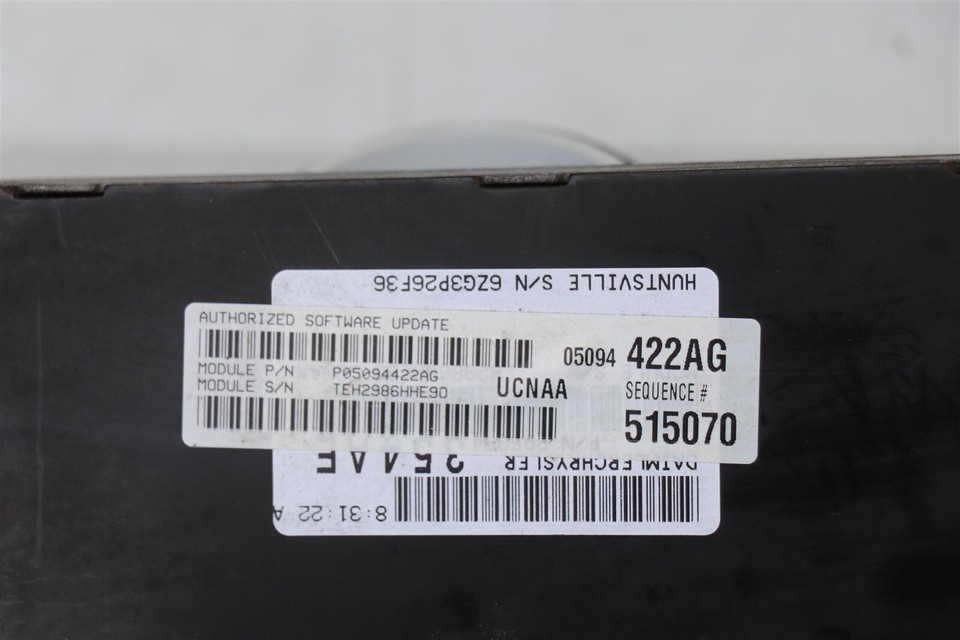 HUNTSVILLE S/N 6ZG3P26F36
AUTHORIZED SOFTWARE UPDATE
05094 422AG
MODULE P/N P05094422AG
MODULE S/N TEH2986HHE90
UCNAA
SEQUENCE #
515070
DAIMLERCHRYSLER
8:31:22 A